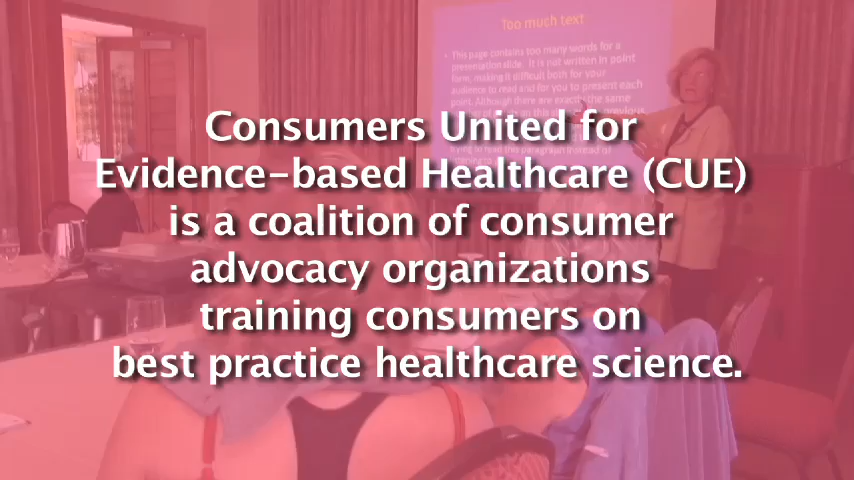 Too much text
This page contains too many words for a
presentation slide. It is not written in point
form, making it difficult both for your
audience to read and for you to present each
point. Although there are exactly the same
Consumers United for
Evidence-based Healthcare (CUE)
is a coalition of consumer
advocacy organizations
training consumers on
best practice healthcare science.